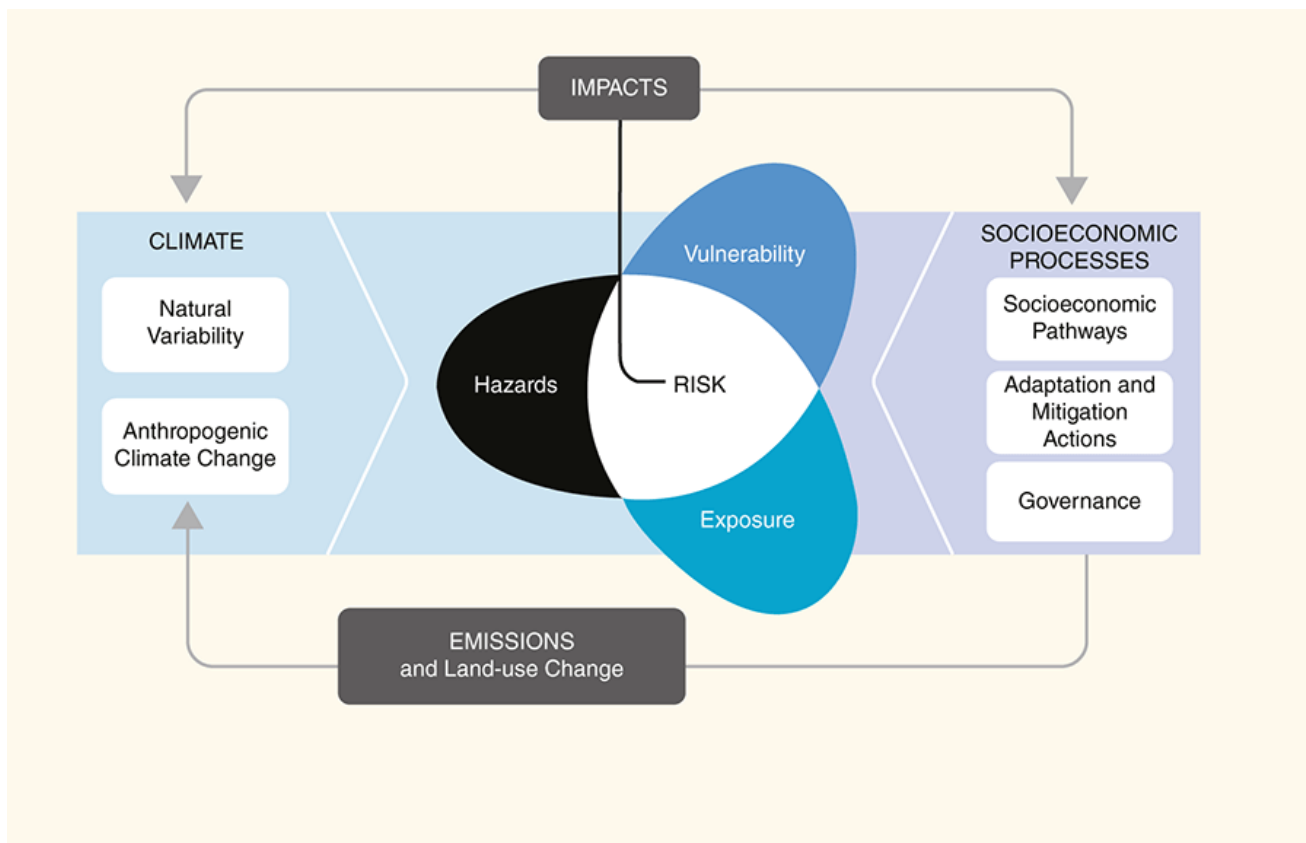 IMPACTS
CLIMATE
Natural
Variability
Anthropogenic
Climate Change
Vulnerability
Hazards
RISK
Exposure
SOCIOECONOMIC
PROCESSES
Socioeconomic
Pathways
Adaptation and
Mitigation
Actions
Governance
EMISSIONS
and Land-use Change